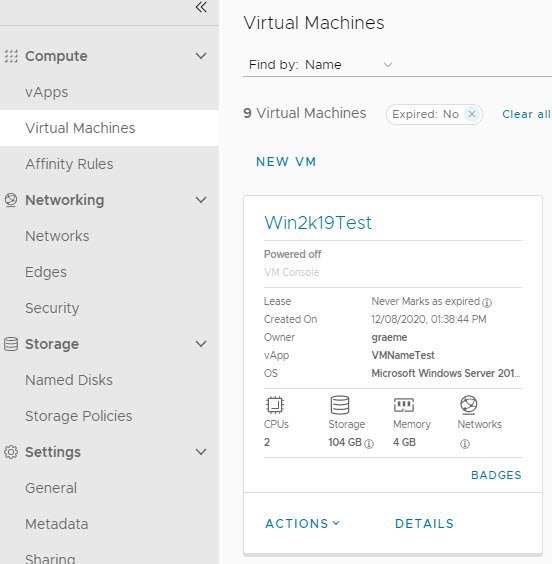 Compute
vApps
Virtual Machines
Affinity Rules
Networking
Networks
Edges
Security
Storage
Named Disks
Storage Policies
Settings
General
Metadata
Sharing
Virtual Machines
Find by: Name
9 Virtual Machines Expired: No Clear all
NEW VM
Win2k19Test
Powered off
VM Console
Lease Never Marks as expired
Created On 12/08/2020, 01:38:44 PM
Owner graeme
vApp VMNameTest
OS Microsoft Windows Server 201...
CPUs Storage Memory Networks
2 104 GB 4 GB
BADGES
ACTIONS DETAILS